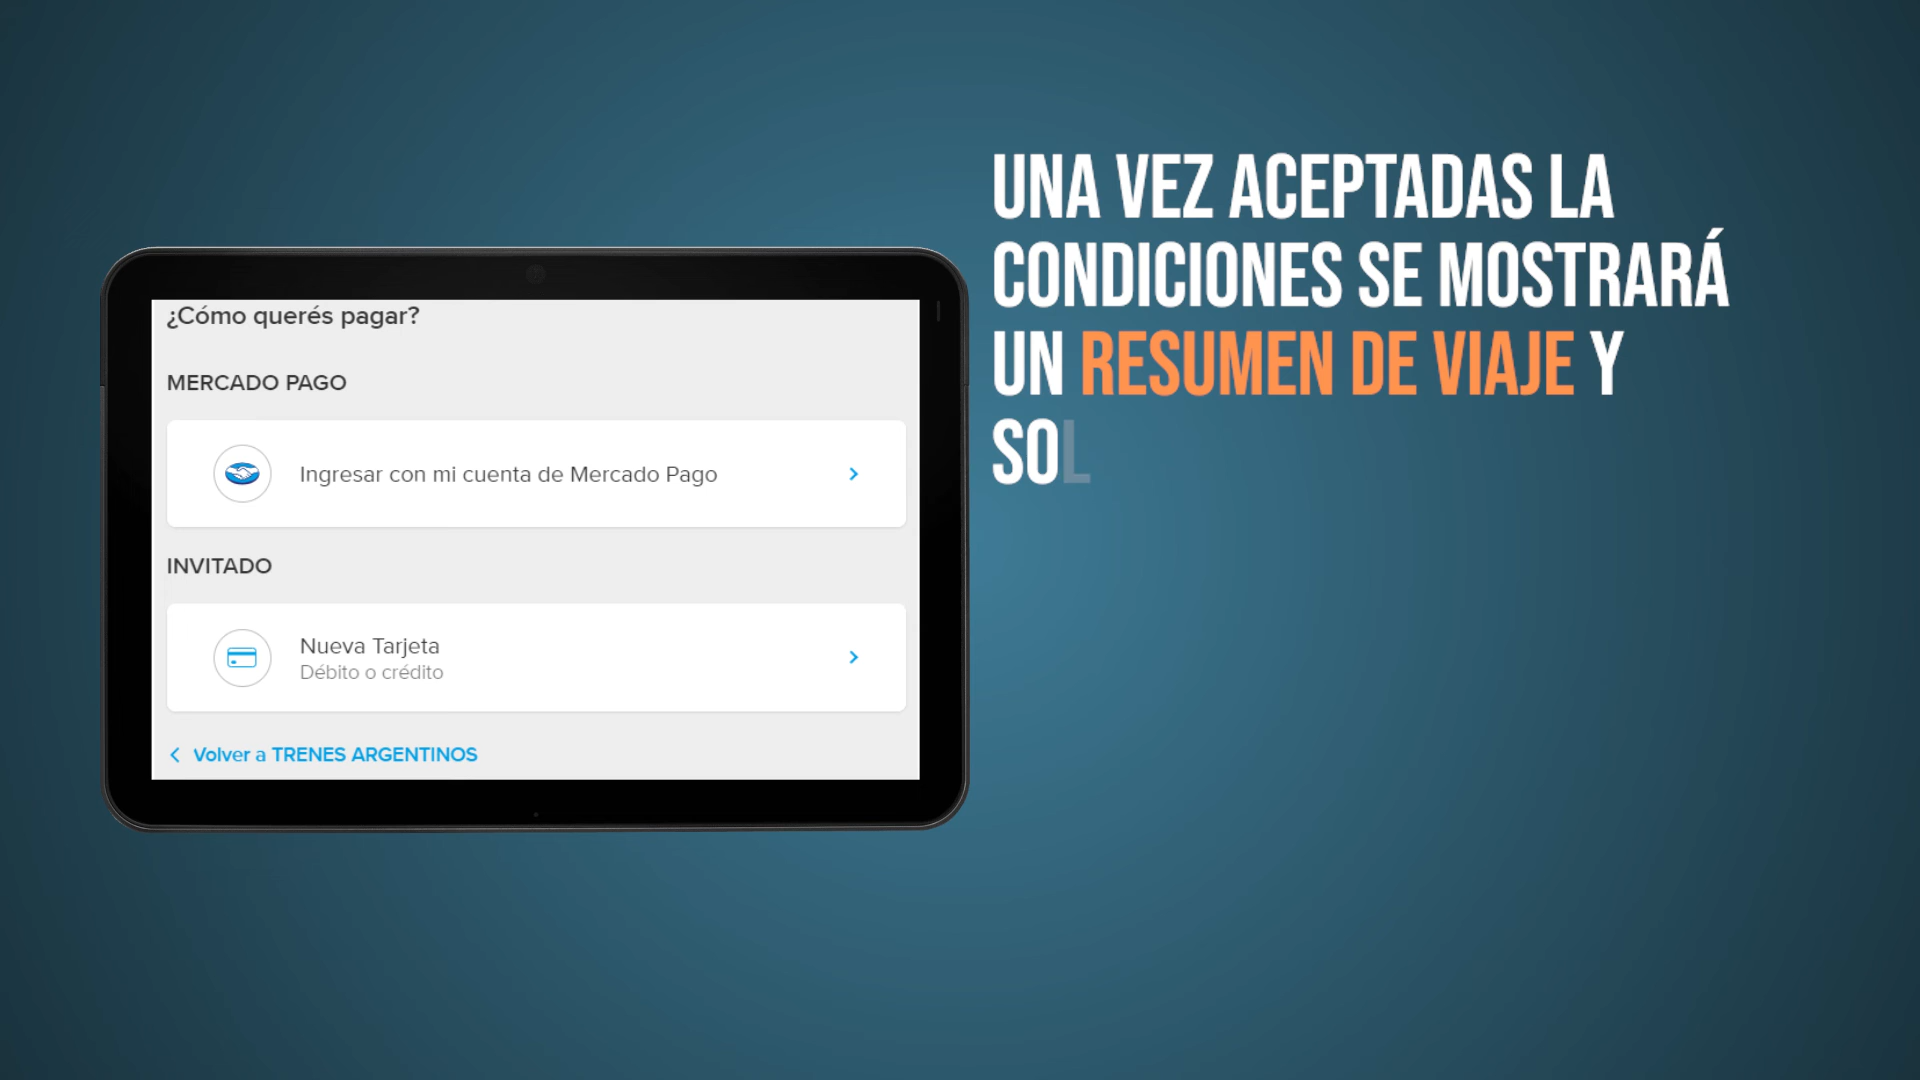 ¿Cómo querés pagar?
MERCADO PAGO
Ingresar con mi cuenta de Mercado Pago
INVITADO
Nueva Tarjeta
Débito o crédito
Volver a TRENES ARGENTINOS
UNA VEZ ACEPTADAS LA
CONDICIONES SE MOSTRARÁ
UN RESUMEN DE VIAJE Y
SOL